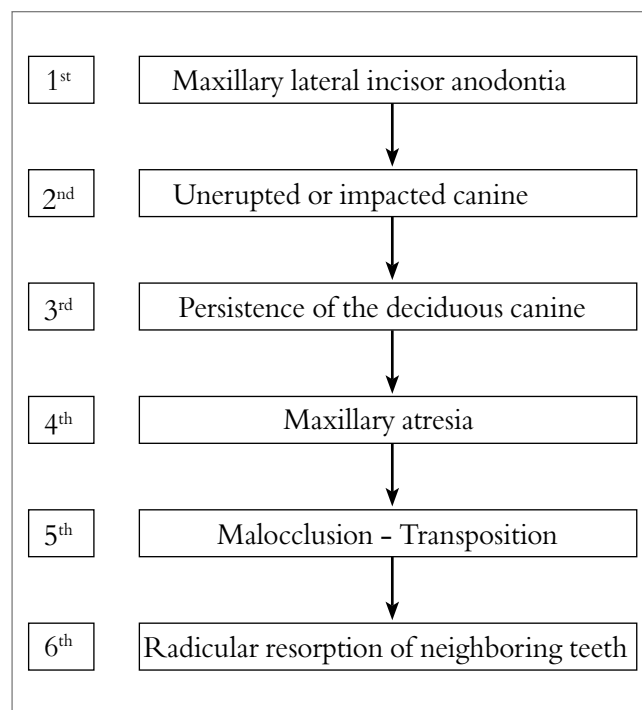 1st Maxillary lateral incisor anodontia
2nd Unerupted or impacted canine
3rd Persistence of the deciduous canine
4th Maxillary atresia
5th Malocclusion – Transposition
6th Radicular resorption of neighboring teeth